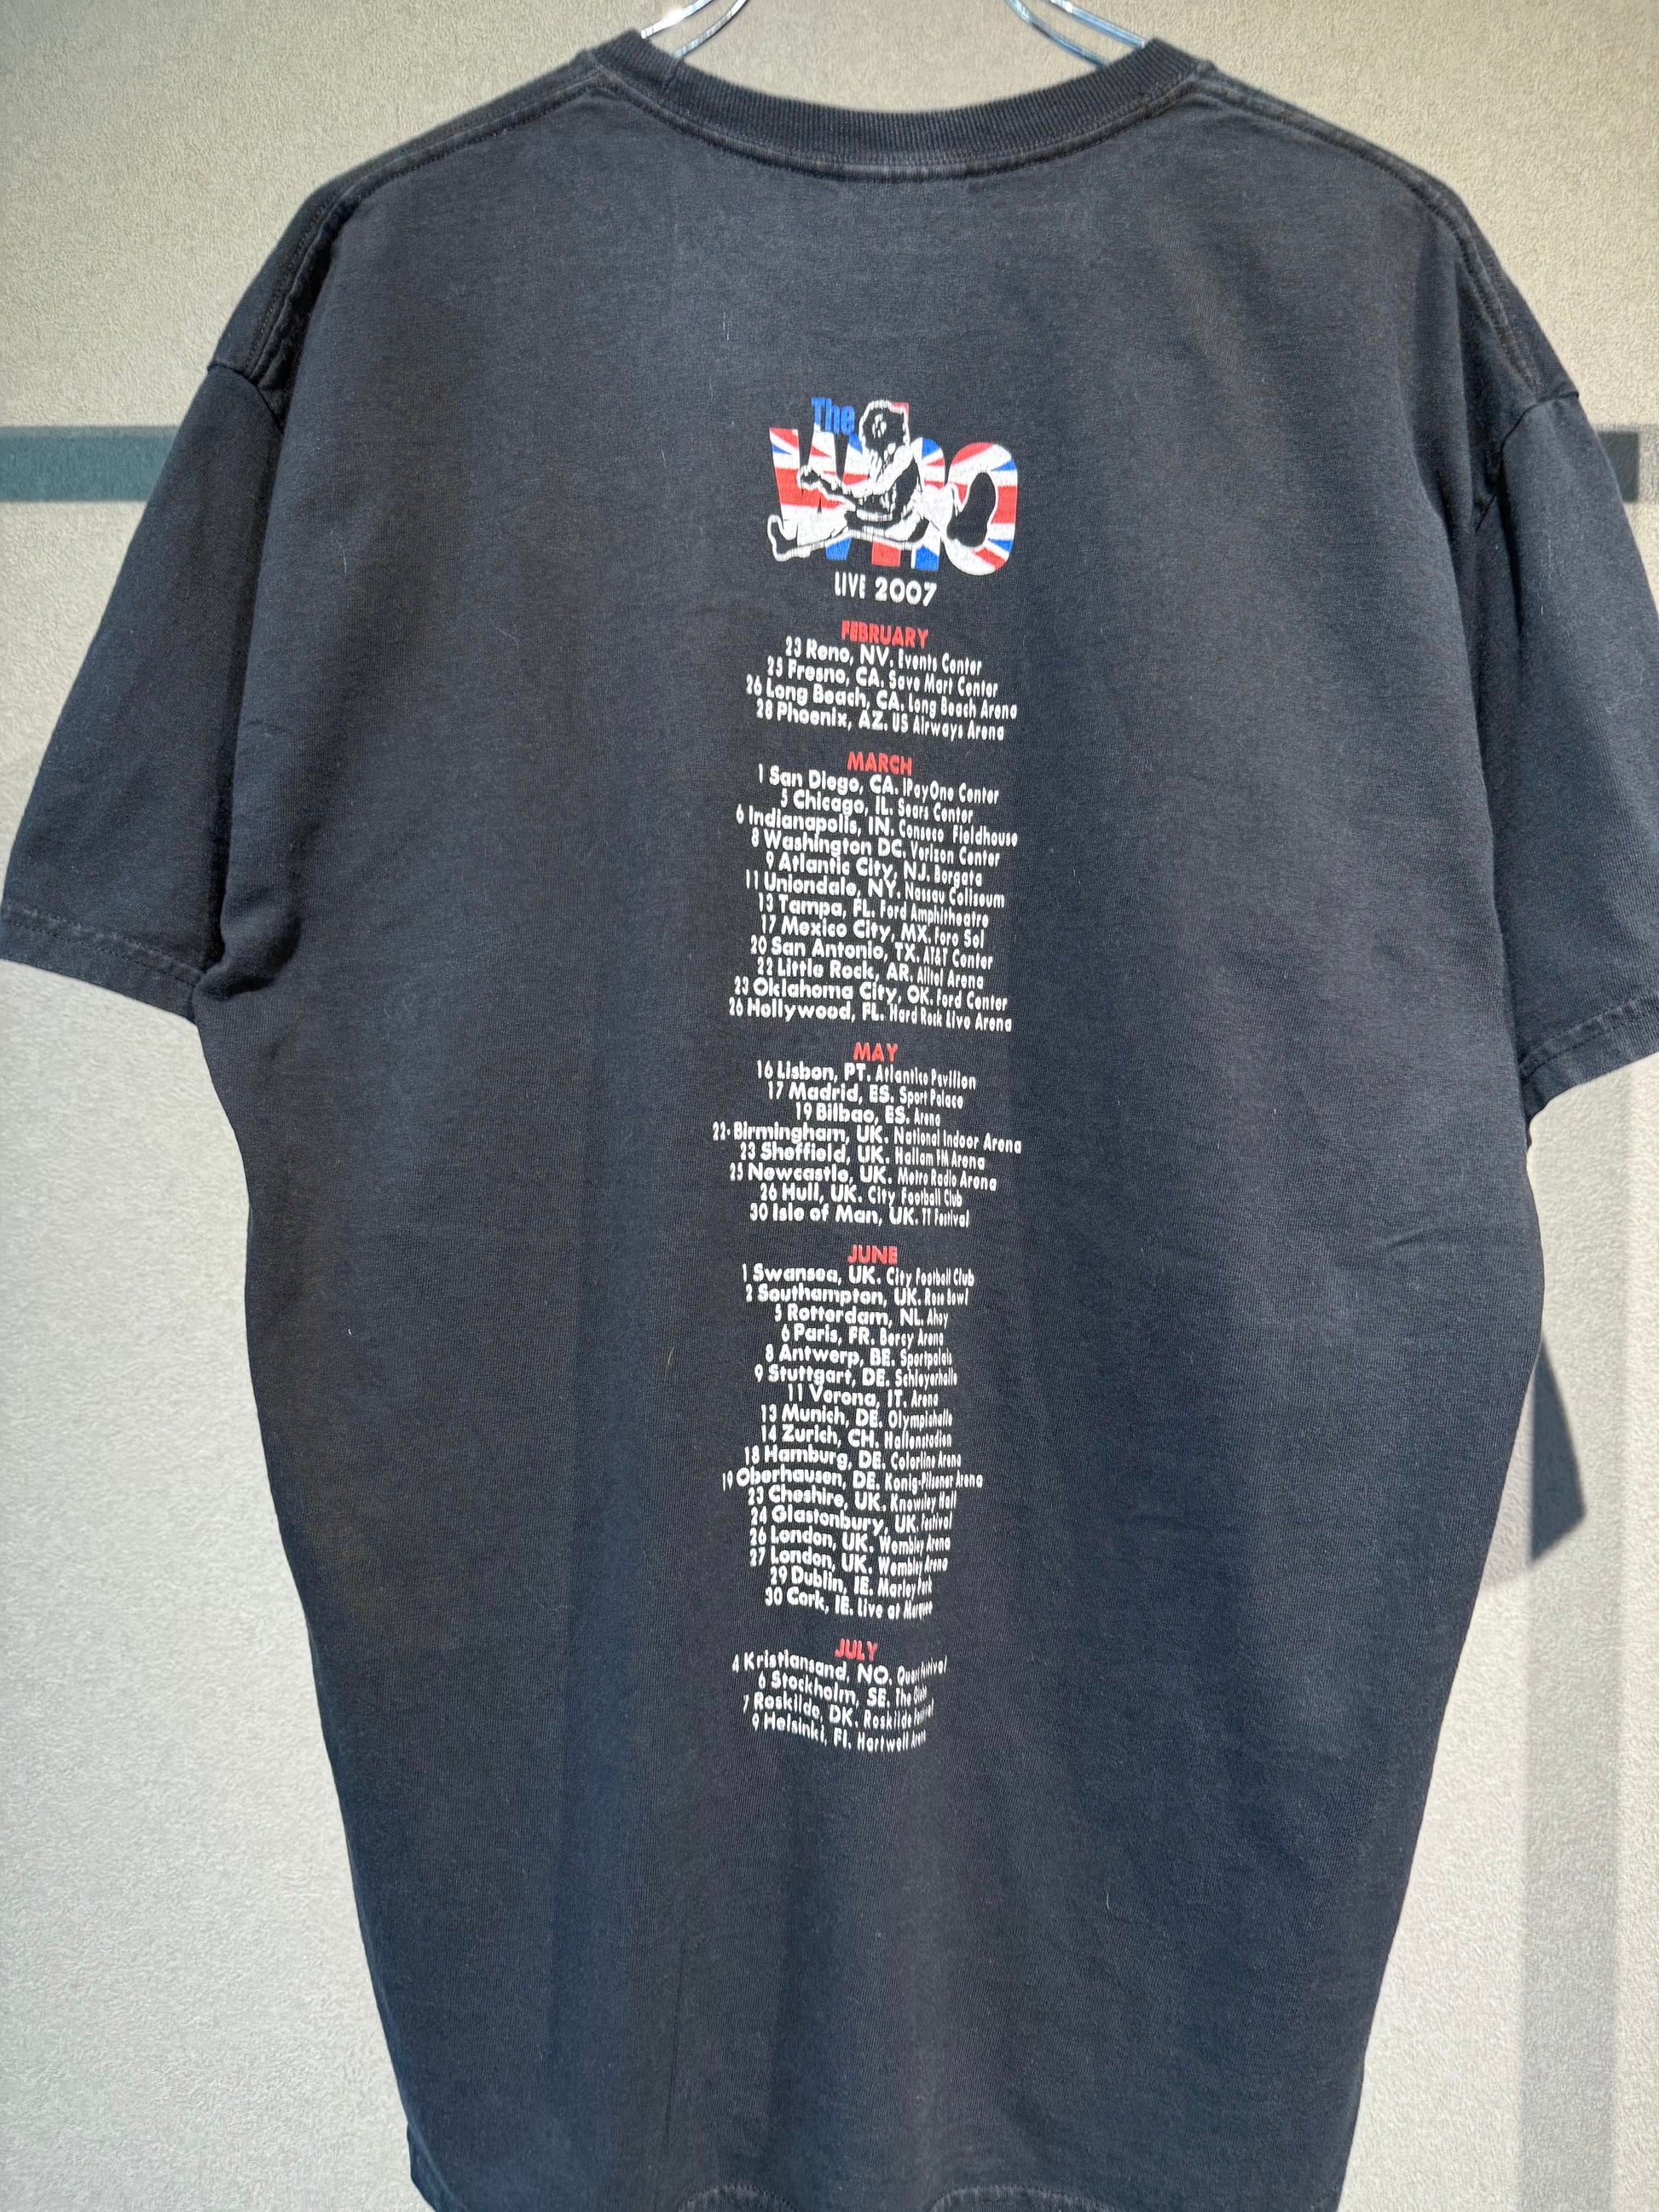 The
WHO
LIVE 2007
FEBRUARY
23 Reno, NV. Events Center
25 Fresno, CA. Save Mart Center
26 Long Beach, CA. Long Beach Arena
28 Phoenix, AZ. US Airways Arena
MARCH
1 San Diego, CA. iPayOne Center
5 Chicago, IL. Sears Center
6 Indianapolis, IN. Conseco Fieldhouse
8 Washington DC. Verizon Center
9 Atlantic City, NJ. Borgata
11 Uniondale, NY. Nassau Coliseum
13 Tampa, FL. Ford Amphitheatre
17 Mexico City, MX. Foro Sol
20 San Antonio, TX. AT&T Center
22 Little Rock, AR. Alltel Arena
23 Oklahoma City, OK. Ford Center
26 Hollywood, FL. Hard Rock Live Arena
MAY
16 Lisbon, PT. Atlantico Pavilion
17 Madrid, ES. Sport Palace
19 Bilbao, ES. Arena
22· Birmingham, UK. National Indoor Arena
23 Sheffield, UK. Hallam FM Arena
25 Newcastle, UK. Metro Radio Arena
26 Hull, UK. City Football Club
30 Isle of Man, UK. TT Festival
JUNE
1 Swansea, UK. City Football Club
2 Southampton, UK. Rose Bowl
5 Rotterdam, NL. Ahoy
6 Paris, FR. Bercy Arena
8 Antwerp, BE. Sportpalais
9 Stuttgart, DE. Schleyerhalle
11 Verona, IT. Arena
13 Munich, DE. Olympiahalle
14 Zurich, CH. Hallenstadion
18 Hamburg, DE. Colorline Arena
19 Oberhausen, DE. Konig-Pilsener Arena
23 Cheshire, UK. Knowsley Hall
24 Glastonbury, UK. Festival
26 London, UK. Wembley Arena
27 London, UK. Wembley Arena
29 Dublin, IE. Marley Park
30 Cork, IE. Live at Marquee
JULY
4 Kristiansand, NO. Quart Festival
6 Stockholm, SE. The Globe
7 Roskilde, DK. Roskilde Festival
9 Helsinki, FI. Hartwell Arena